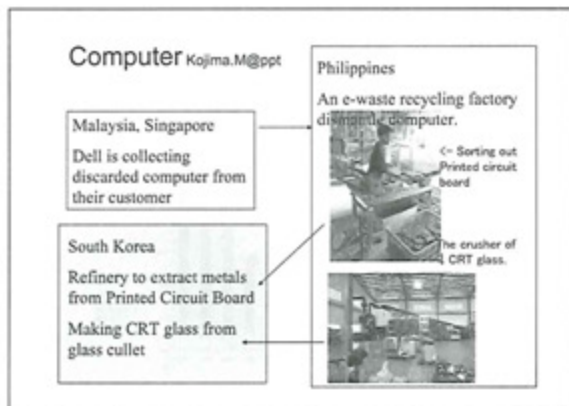 Computer Kojima.M@ppt
Malaysia, Singapore
Dell is collecting
discarded computer from
their customer
Philippines
An e-waste recycling factory
dismantle computer.
<- Sorting out
Printed circuit
board
The crusher of
CRT glass.
South Korea
Refinery to extract metals
from Printed Circuit Board
Making CRT glass from
glass cullet